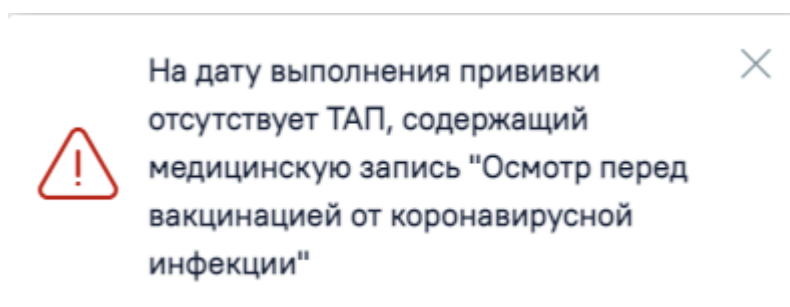 На дату выполнения прививки
отсутствует ТАП, содержащий
медицинскую запись "Осмотр перед
вакцинацией от коронавирусной
инфекции"